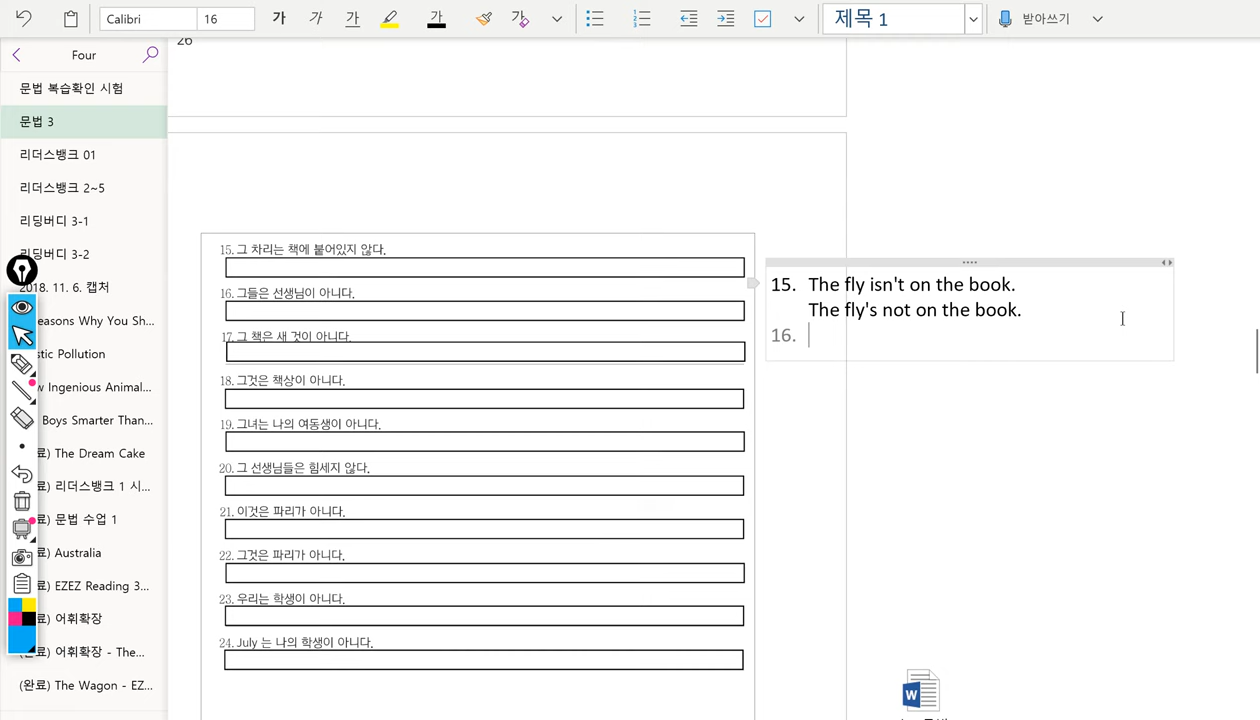 Calibri
16
가
가
가
가
가
제목 1
받아쓰기
Four
문법 복습확인 시험
문법 3
리더스뱅크 01
리더스뱅크 2~5
리딩버디 3-1
리딩버디 3-2
2018. 11. 6. 캡처
easons Why You Sh...
stic Pollution
w Ingenious Animal...
Boys Smarter Than...
료) The Dream Cake
료) 리더스뱅크 1 시...
료) 문법 수업 1
료) Australia
료) EZEZ Reading 3...
료) 어휘확장
료) 어휘확장 - The...
(완료) The Wagon - EZ...
26
15. 그 차리는 책에 붙어있지 않다.
16. 그들은 선생님이 아니다.
17. 그 책은 새 것이 아니다.
18. 그것은 책상이 아니다.
19. 그녀는 나의 여동생이 아니다.
20. 그 선생님들은 힘세지 않다.
21. 이것은 파리가 아니다.
22. 그것은 파리가 아니다.
23. 우리는 학생이 아니다.
24. July 는 나의 학생이 아니다.
15. The fly isn't on the book.
The fly's not on the book.
16.
W